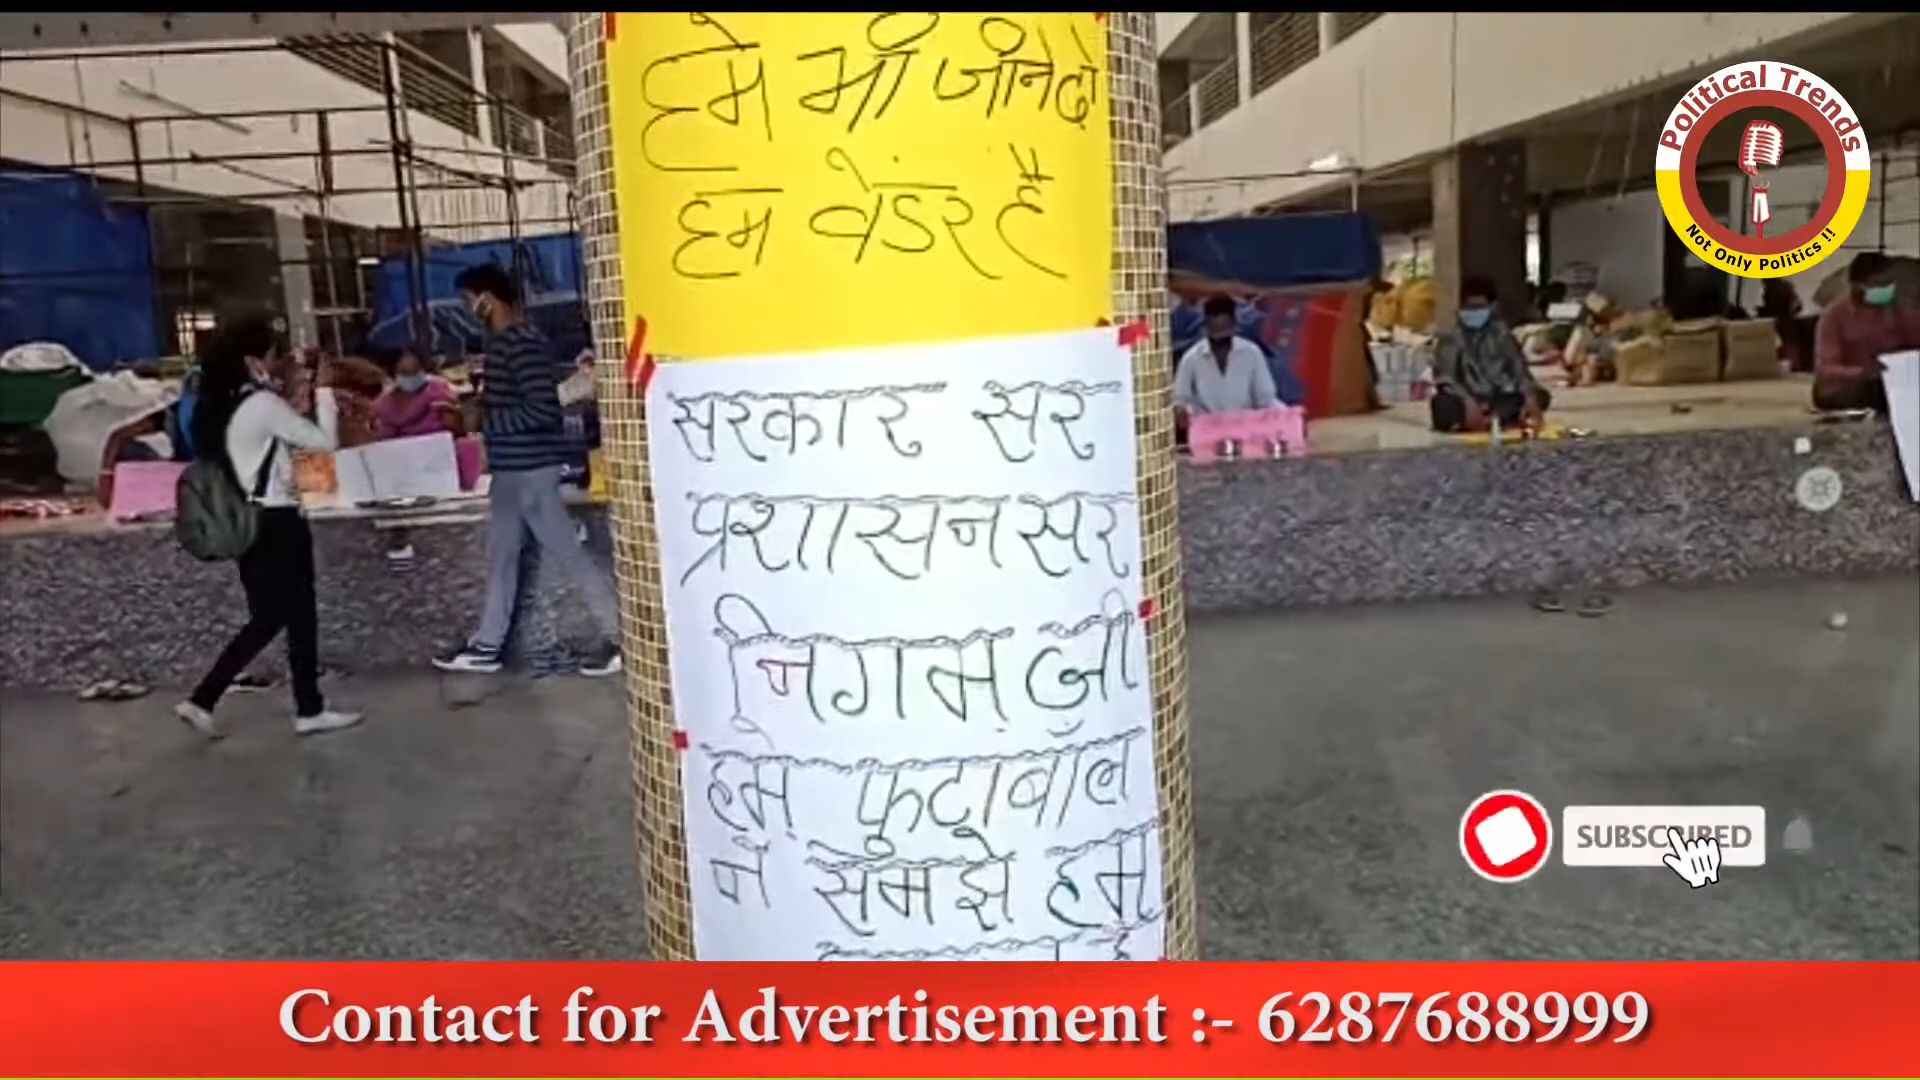 हमे भी जीने दो
हम वेंडर है
सरकार सर
प्रशासन सर
निगम जी
हमे फुटवाल
न समझे हम
Political Trends
Not Only Politics !!
SUBSCRIBED
Contact for Advertisement :- 6287688999